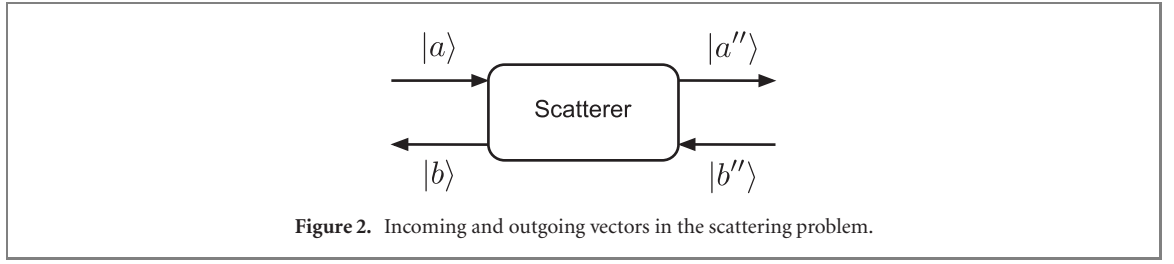 |a⟩ |a″⟩
Scatterer
|b⟩ |b″⟩
Figure 2. Incoming and outgoing vectors in the scattering problem.